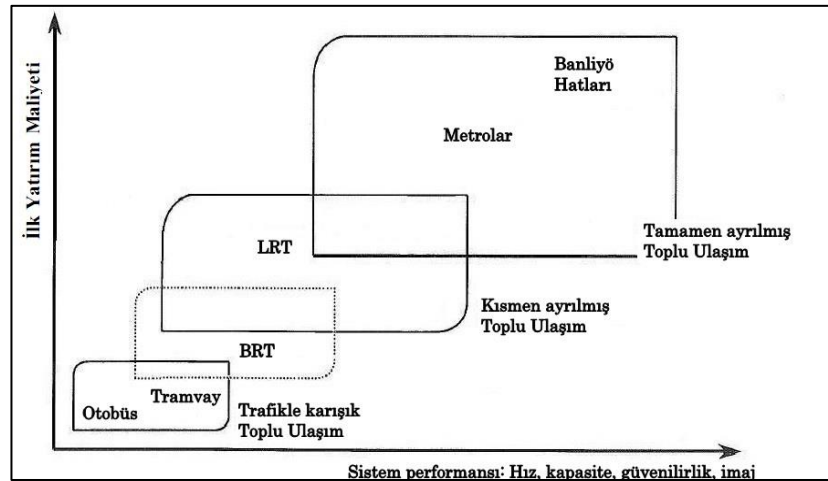 İlk Yatırım Maliyeti
Banliyö
Hatları
Metrolar
Tamamen ayrılmış
Toplu Ulaşım
LRT
Kısmen ayrılmış
Toplu Ulaşım
BRT
Tramvay
Otobüs
Trafikle karışık
Toplu Ulaşım
Sistem performansı: Hız, kapasite, güvenilirlik, imaj